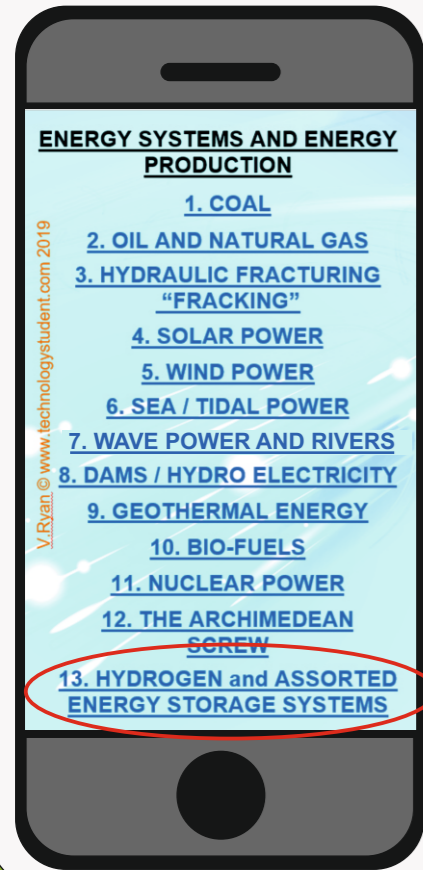 ENERGY SYSTEMS AND ENERGY
PRODUCTION
1. COAL
2. OIL AND NATURAL GAS
3. HYDRAULIC FRACTURING
“FRACKING”
4. SOLAR POWER
5. WIND POWER
6. SEA / TIDAL POWER
7. WAVE POWER AND RIVERS
8. DAMS / HYDRO ELECTRICITY
9. GEOTHERMAL ENERGY
10. BIO-FUELS
11. NUCLEAR POWER
12. THE ARCHIMEDEAN
SCREW
13. HYDROGEN and ASSORTED
ENERGY STORAGE SYSTEMS
V.Ryan © www.technologystudent.com 2019